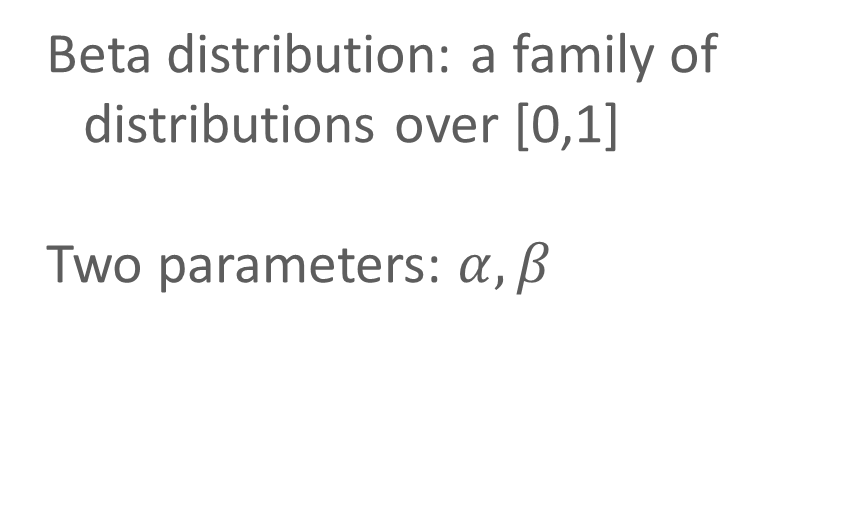 Beta distribution: a family of
distributions over [0,1]
Two parameters: α, β